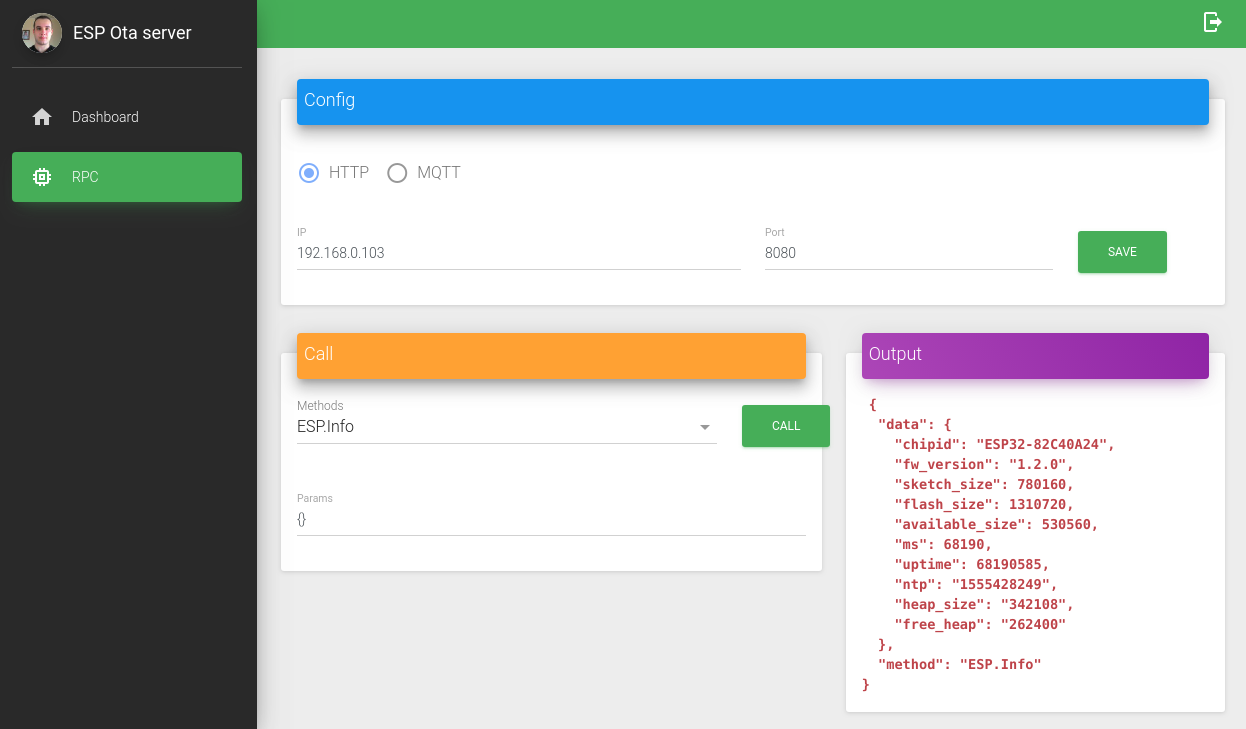 ESP Ota server
Dashboard
RPC
Config
HTTP MQTT
IP
192.168.0.103
Port
8080
SAVE
Call
Methods
ESP.Info
CALL
Params
{}
Output
{
"data": {
"chipid": "ESP32-82C40A24",
"fw_version": "1.2.0",
"sketch_size": 780160,
"flash_size": 1310720,
"available_size": 530560,
"ms": 68190,
"uptime": 68190585,
"ntp": "1555428249",
"heap_size": "342108",
"free_heap": "262400"
},
"method": "ESP.Info"
}